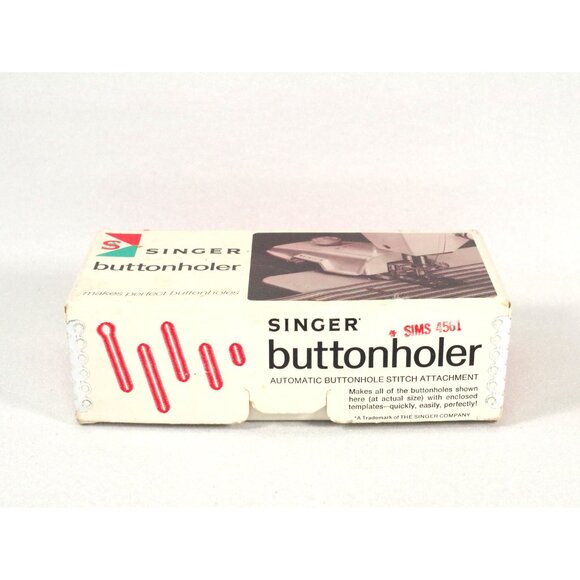 S
SINGER
buttonholer
makes perfect buttonholes
SINGER*
* SIMS 4561
buttonholer
AUTOMATIC BUTTONHOLE STITCH ATTACHMENT
Makes all of the buttonholes shown
here (at actual size) with enclosed
templates—quickly, easily, perfectly!
*A Trademark of THE SINGER COMPANY